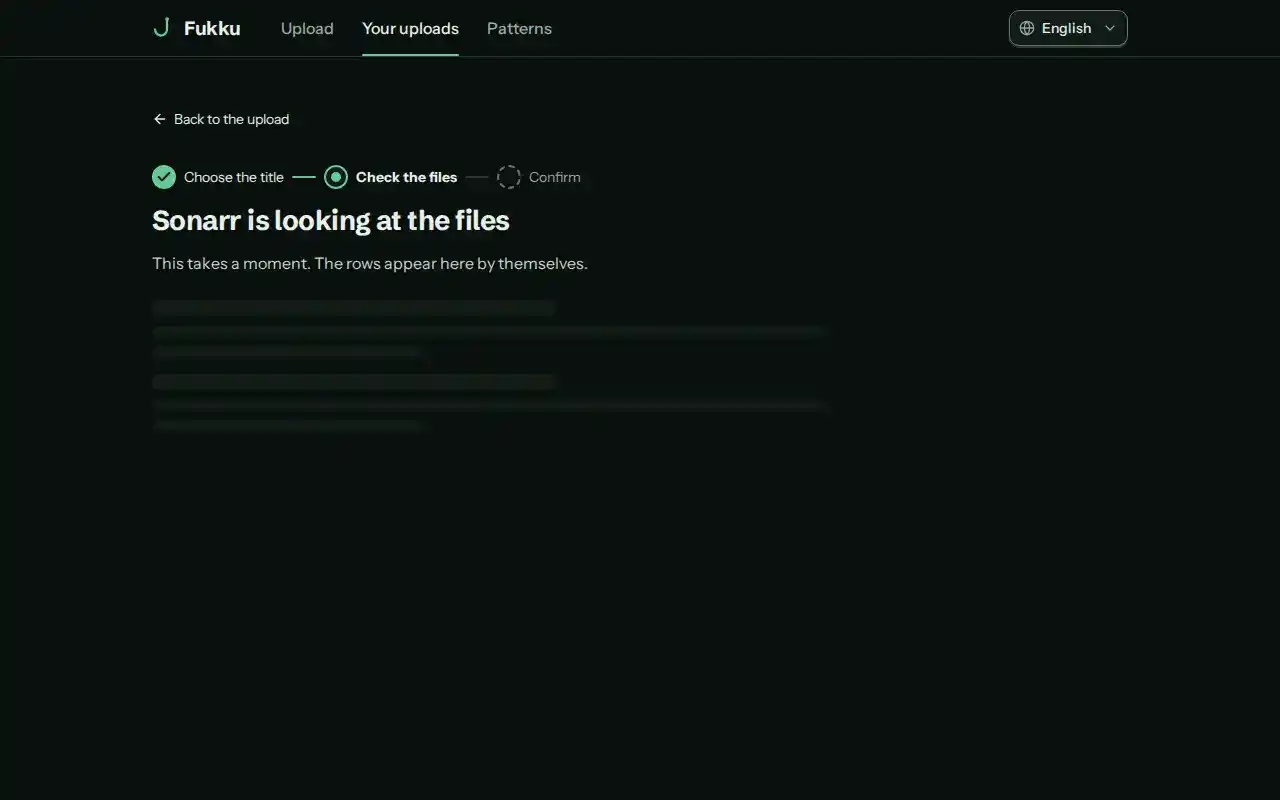 Fukku
Upload
Your uploads
Patterns
English
Back to the upload
Choose the title
Check the files
Confirm
Sonarr is looking at the files
This takes a moment. The rows appear here by themselves.